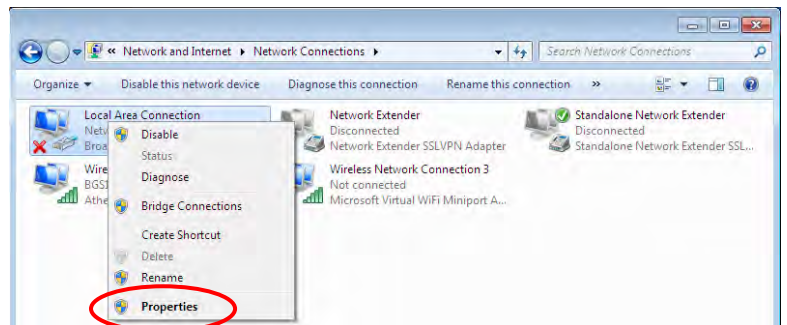 « Network and Internet ▸ Network Connections ▸
Search Network Connections
Organize ▾ Disable this network device Diagnose this connection Rename this connection »
Local Area Connection
Netw
Broa
Network Extender
Disconnected
Network Extender SSLVPN Adapter
Standalone Network Extender
Disconnected
Standalone Network Extender SSL...
Wire
BGSI
Athe
Wireless Network Connection 3
Not connected
Microsoft Virtual WiFi Miniport A...
Disable
Status
Diagnose
Bridge Connections
Create Shortcut
Delete
Rename
Properties